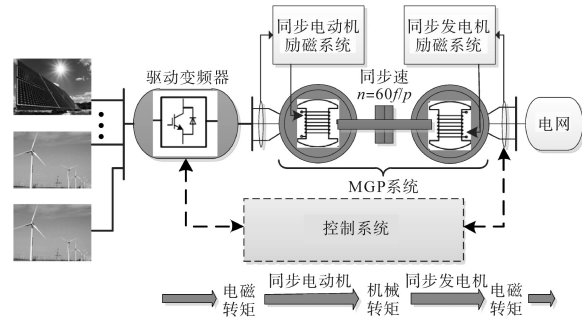 同步电动机
励磁系统
同步发电机
励磁系统
驱动变频器
同步速
n=60f/p
电网
MGP系统
控制系统
电磁
转矩
同步电动机
机械
转矩
同步发电机
电磁
转矩